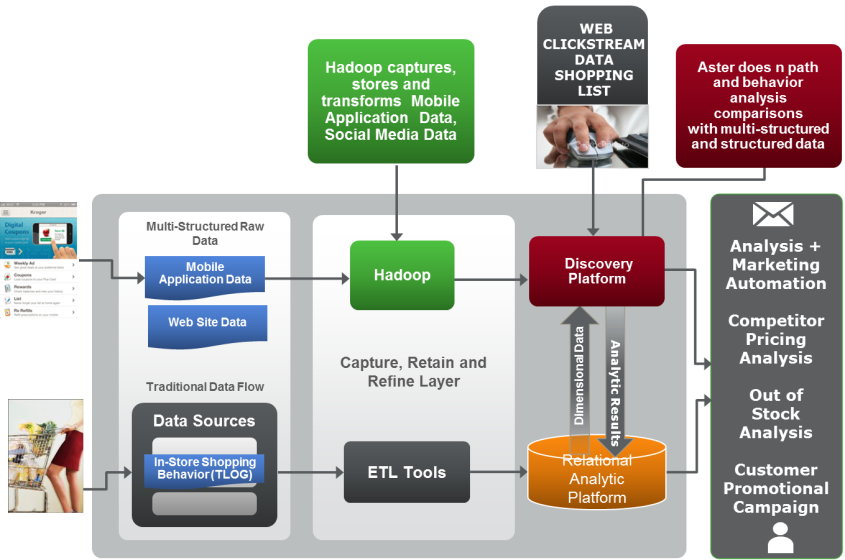 WEB
CLICKSTREAM
DATA
SHOPPING
LIST
Hadoop captures,
stores and
transforms Mobile
Application Data,
Social Media Data
Aster does n path
and behavior
analysis
comparisons
with multi-structured
and structured data
Kroger
Digital
Coupons
Weekly Ad
Coupons
Rewards
List
Rx Refills
Multi-Structured Raw
Data
Mobile
Application Data
Web Site Data
Traditional Data Flow
Data Sources
In-Store Shopping
Behavior (TLOG)
Hadoop
Capture, Retain and
Refine Layer
ETL Tools
Discovery
Platform
Dimensional Data
Analytic Results
Relational
Analytic
Platform
Analysis +
Marketing
Automation
Competitor
Pricing
Analysis
Out of
Stock
Analysis
Customer
Promotional
Campaign